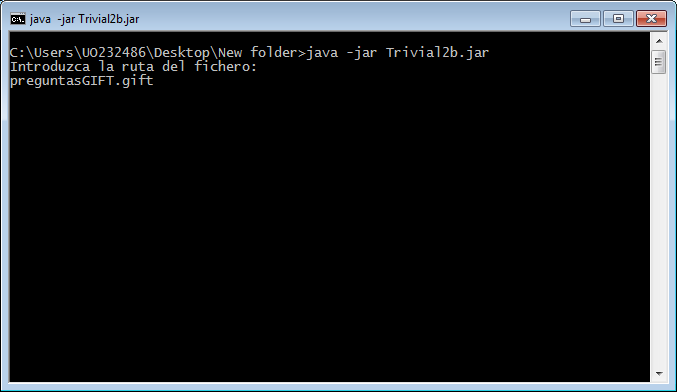 java -jar Trivial2b.jar
C:\Users\UO232486\Desktop\New folder>java -jar Trivial2b.jar
Introduzca la ruta del fichero:
preguntasGIFT.gift